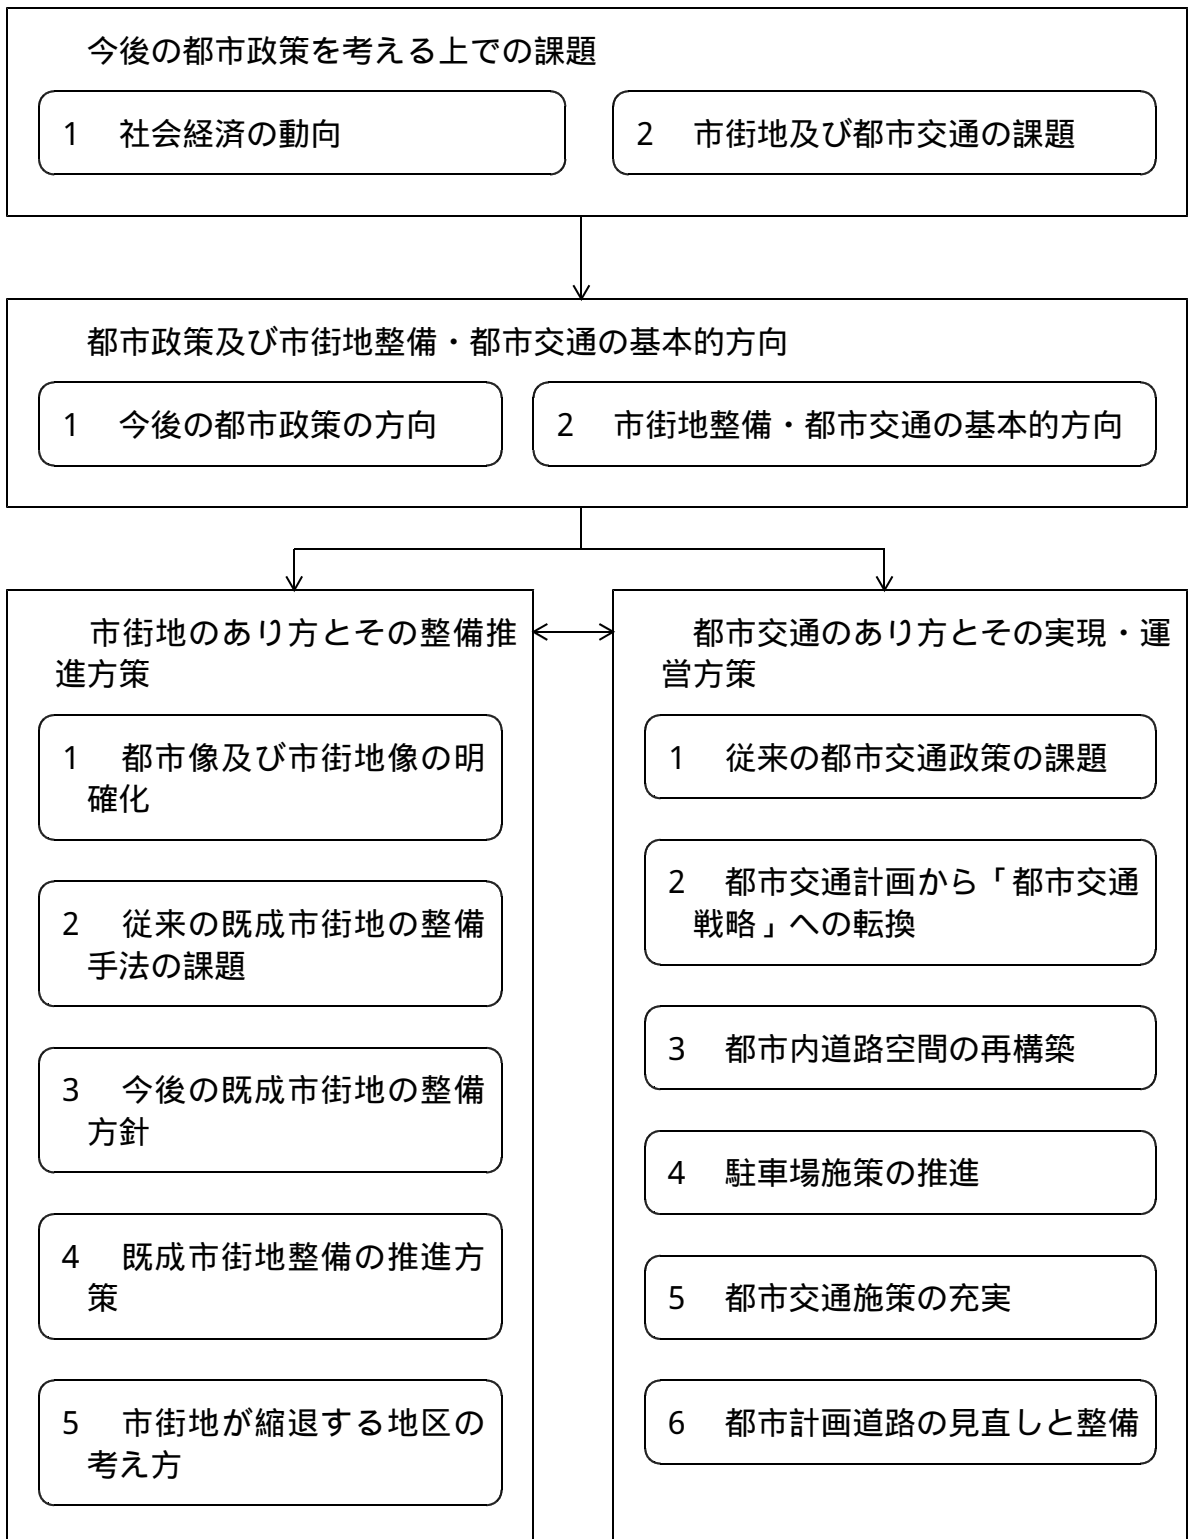 今後の都市政策を考える上での課題
1 社会経済の動向
2 市街地及び都市交通の課題
都市政策及び市街地整備・都市交通の基本的方向
1 今後の都市政策の方向
2 市街地整備・都市交通の基本的方向
市街地のあり方とその整備推
進方策
1 都市像及び市街地像の明
確化
2 従来の既成市街地の整備
手法の課題
3 今後の既成市街地の整備
方針
4 既成市街地整備の推進方
策
5 市街地が縮退する地区の
考え方
都市交通のあり方とその実現・運
営方策
1 従来の都市交通政策の課題
2 都市交通計画から「都市交通
戦略」への転換
3 都市内道路空間の再構築
4 駐車場施策の推進
5 都市交通施策の充実
6 都市計画道路の見直しと整備